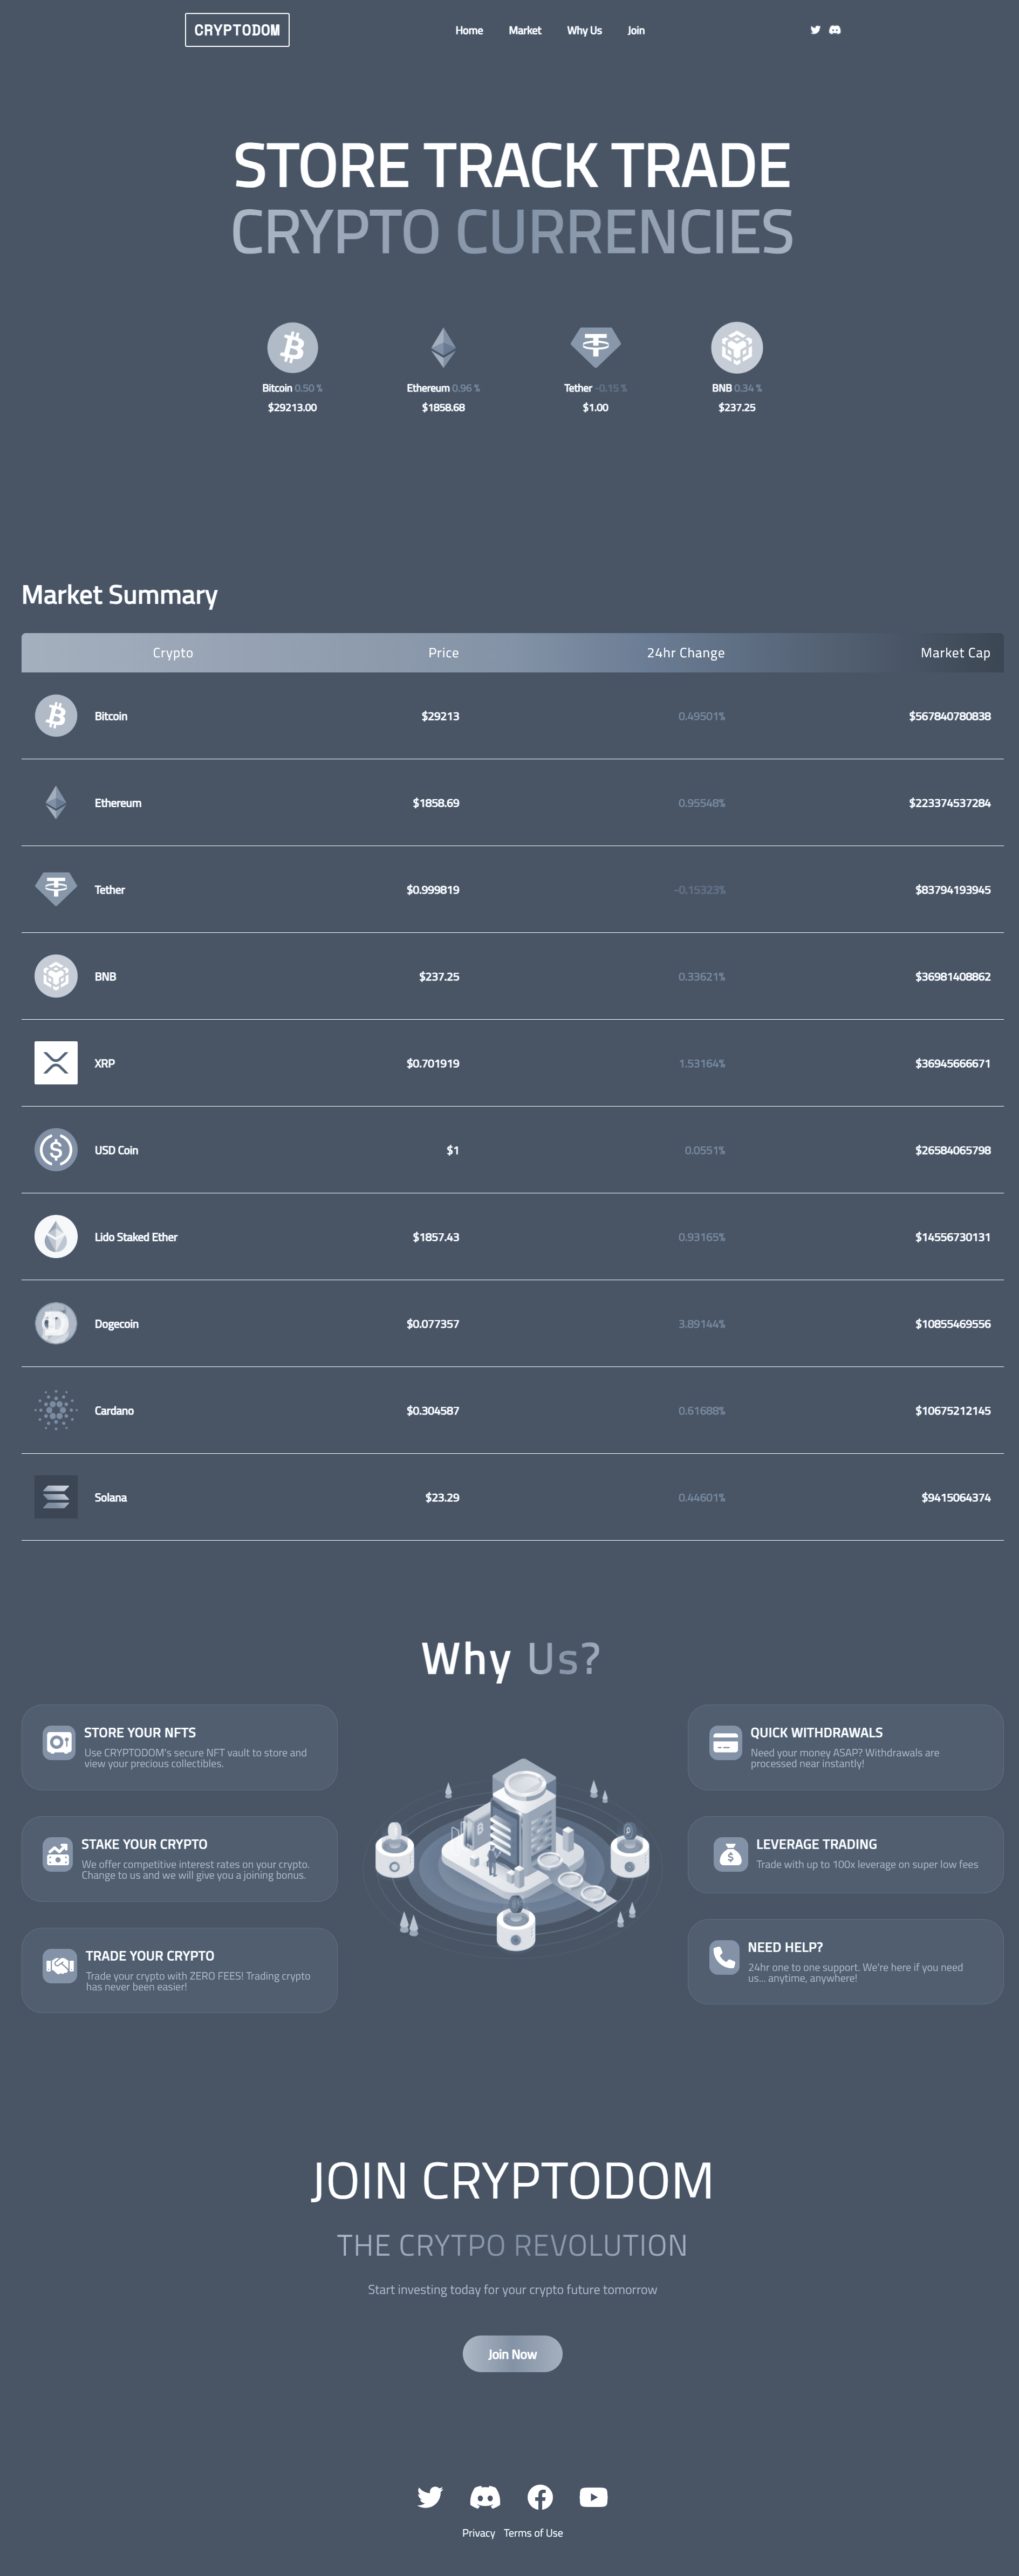 CRYPTODOM
Home Market Why Us Join
STORE TRACK TRADE
CRYPTO CURRENCIES
Bitcoin 0.50 %
$29213.00
Ethereum 0.96 %
$1858.68
Tether -0.15 %
$1.00
BNB 0.34 %
$237.25
Market Summary
Crypto Price 24hr Change Market Cap
Bitcoin $29213 0.49501% $567840780838
Ethereum $1858.69 0.95548% $223374537284
Tether $0.999819 -0.15323% $83794193945
BNB $237.25 0.33621% $36981408862
XRP $0.701919 1.53164% $36945666671
USD Coin $1 0.0551% $26584065798
Lido Staked Ether $1857.43 0.93165% $14556730131
Dogecoin $0.077357 3.89144% $10855469556
Cardano $0.304587 0.61688% $10675212145
Solana $23.29 0.44601% $9415064374
Why Us?
STORE YOUR NFTS
Use CRYPTODOM's secure NFT vault to store and
view your precious collectibles.
STAKE YOUR CRYPTO
We offer competitive interest rates on your crypto.
Change to us and we will give you a joining bonus.
TRADE YOUR CRYPTO
Trade your crypto with ZERO FEES! Trading crypto
has never been easier!
QUICK WITHDRAWALS
Need your money ASAP? Withdrawals are
processed near instantly!
LEVERAGE TRADING
Trade with up to 100x leverage on super low fees
NEED HELP?
24hr one to one support. We're here if you need
us... anytime, anywhere!
JOIN CRYPTODOM
THE CRYTPO REVOLUTION
Start investing today for your crypto future tomorrow
Join Now
Privacy Terms of Use